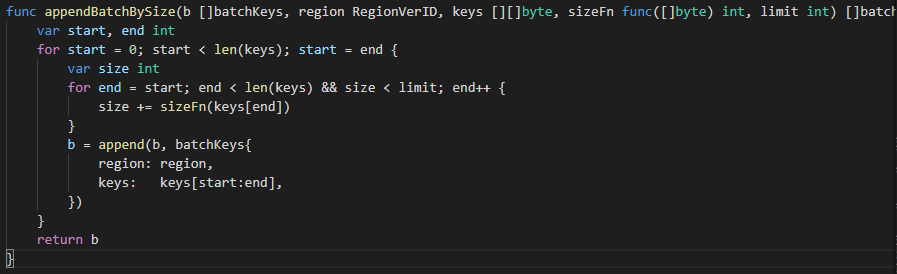 func appendBatchBySize(b []batchKeys, region RegionVerID, keys [][]byte, sizeFn func([]byte) int, limit int) []batch
    var start, end int
    for start = 0; start < len(keys); start = end {
        var size int
        for end = start; end < len(keys) && size < limit; end++ {
            size += sizeFn(keys[end])
        }
        b = append(b, batchKeys{
            region: region,
            keys:   keys[start:end],
        })
    }
    return b
}